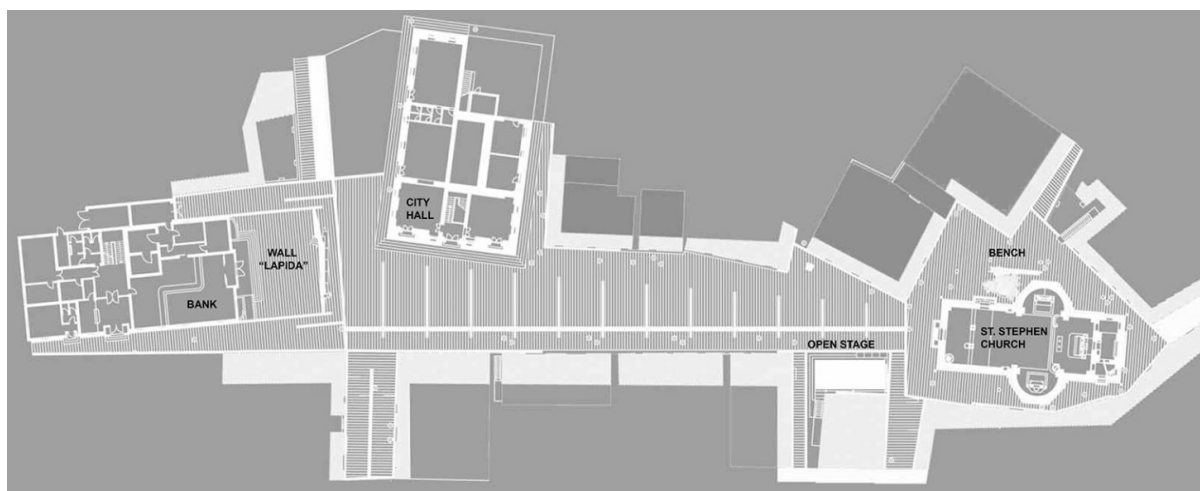 CITY
HALL
WALL
"LAPIDA"
BANK
BENCH
ST. STEPHEN
CHURCH
OPEN STAGE